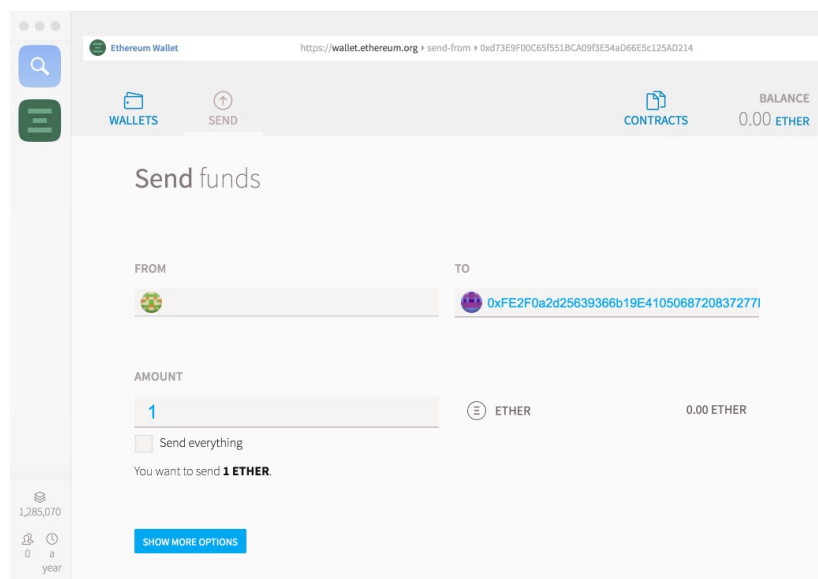 Ethereum Wallet
https://wallet.ethereum.org ▸ send-from ▸ 0xd73E9F00C65f551BCA09f3E54aD66E5c125AD214
WALLETS
SEND
CONTRACTS
BALANCE
0.00 ETHER
Send funds
FROM
TO
0xFE2F0a2d25639366b19E4105068720837277
AMOUNT
1
ETHER
0.00 ETHER
Send everything
You want to send 1 ETHER.
1,285,070
0
a
year
SHOW MORE OPTIONS